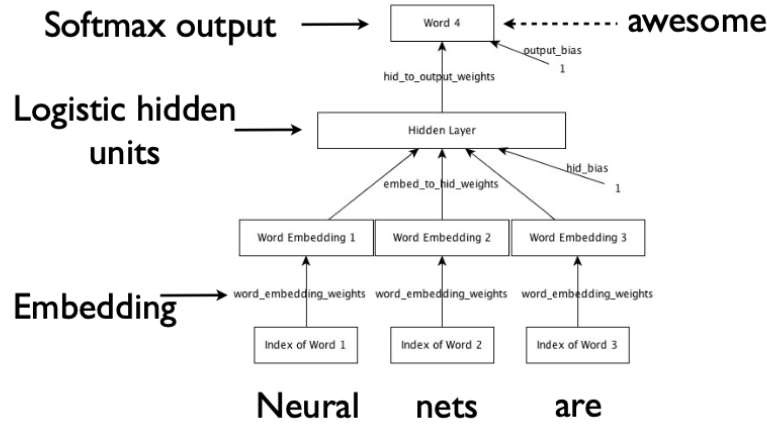 Softmax output
Word 4
awesome
output_bias
1
hid_to_output_weights
Logistic hidden
units
Hidden Layer
hid_bias
1
embed_to_hid_weights
Word Embedding 1
Word Embedding 2
Word Embedding 3
Embedding
word_embedding_weights
word_embedding_weights
word_embedding_weights
Index of Word 1
Index of Word 2
Index of Word 3
Neural nets are